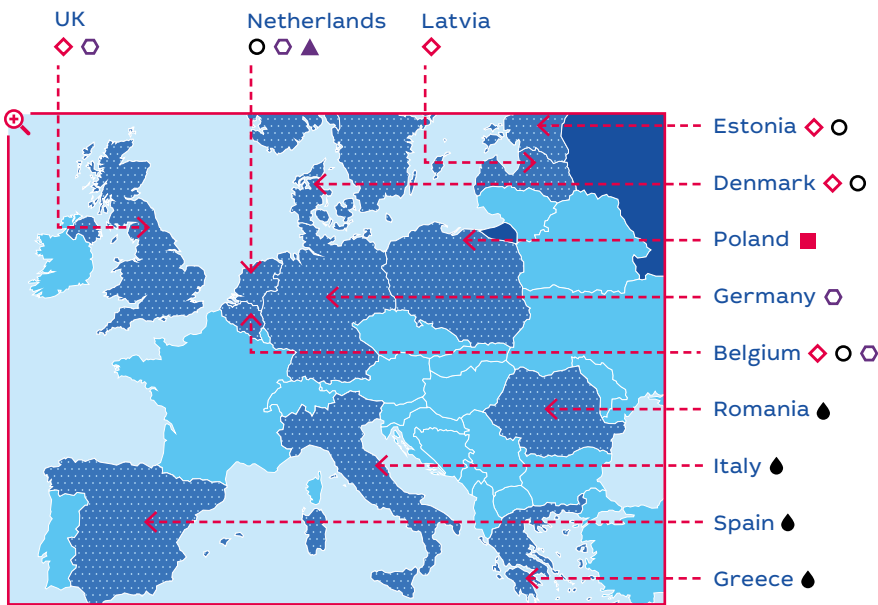 UK
Netherlands
Latvia
Estonia
Denmark
Poland
Germany
Belgium
Romania
Italy
Spain
Greece